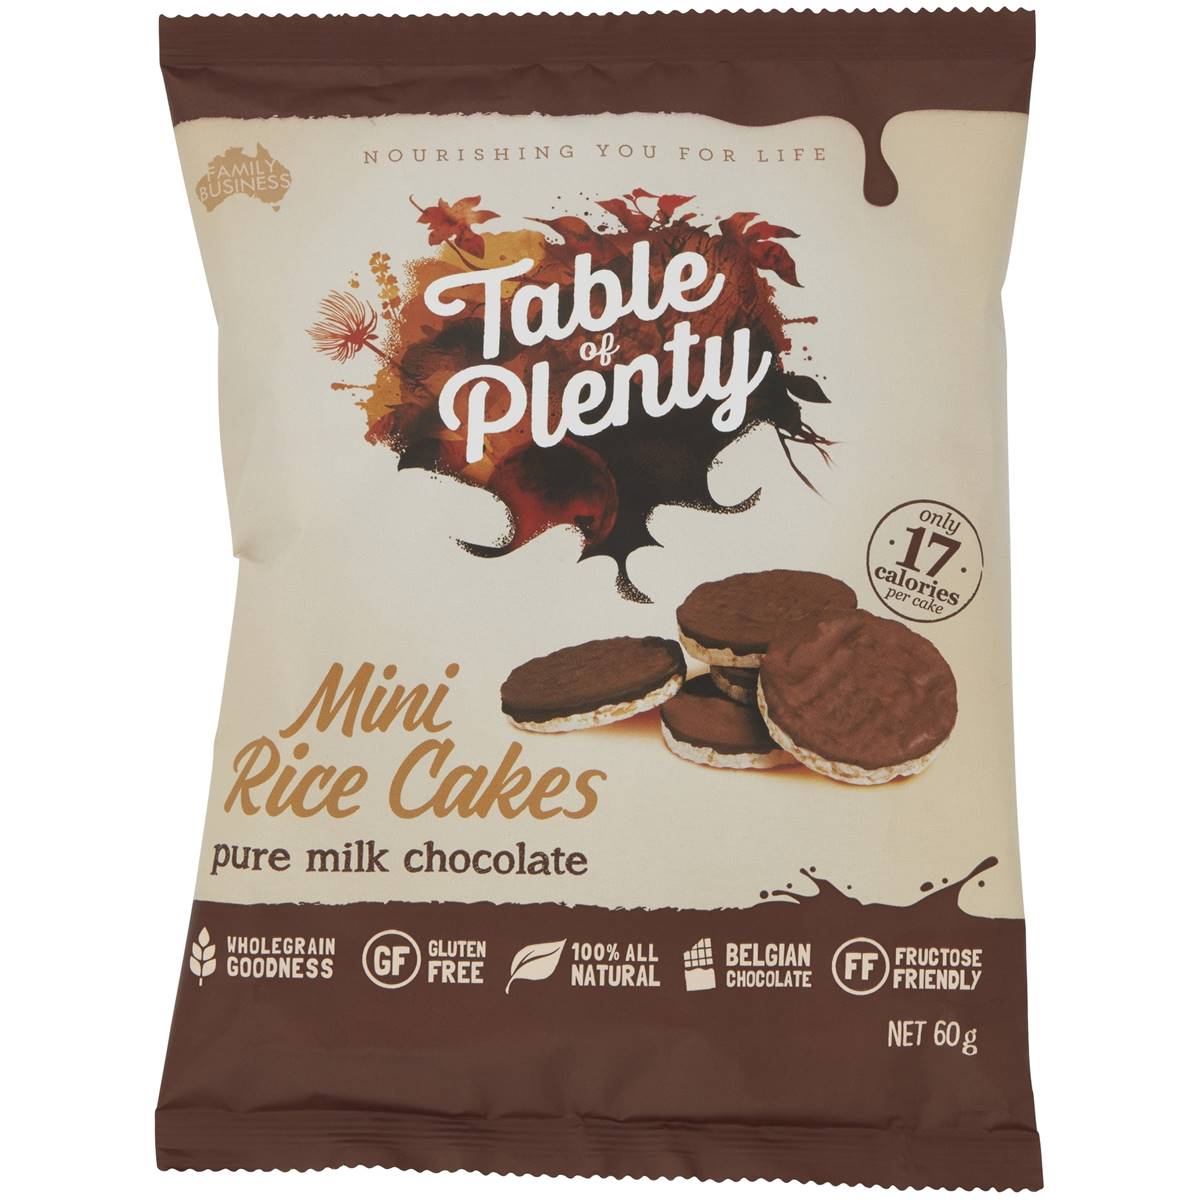 NOURISHING YOU FOR LIFE
FAMILY
BUSINESS
Table
of
Plenty
only
17
calories
per cake
Mini
Rice Cakes
pure milk chocolate
WHOLEGRAIN
GOODNESS
GF
GLUTEN
FREE
100% ALL
NATURAL
BELGIAN
CHOCOLATE
FF
FRUCTOSE
FRIENDLY
NET 60g